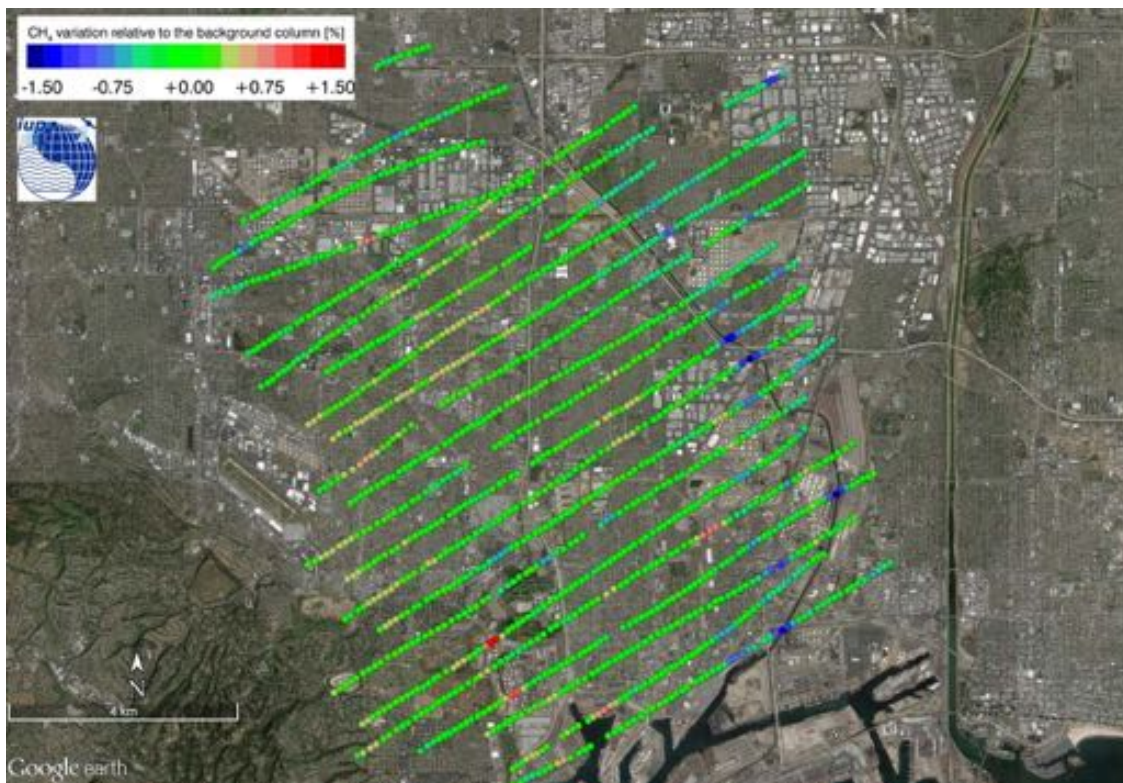 CH₄ variation relative to the background column [%]
-1.50 -0.75 +0.00 +0.75 +1.50
iup
N
4 km
Google earth